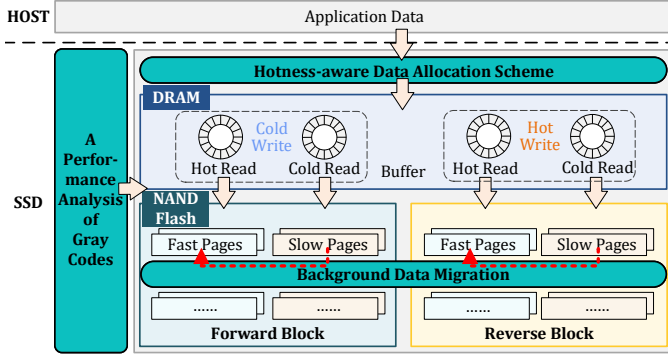 HOST
Application Data
Hotness-aware Data Allocation Scheme
DRAM
Cold
Write
Hot
Write
Hot Read
Cold Read
Buffer
Hot Read
Cold Read
SSD
A
Perfor-
mance
Analysis
of
Gray
Codes
NAND
Flash
Fast Pages
Slow Pages
Fast Pages
Slow Pages
Background Data Migration
......
......
......
......
Forward Block
Reverse Block